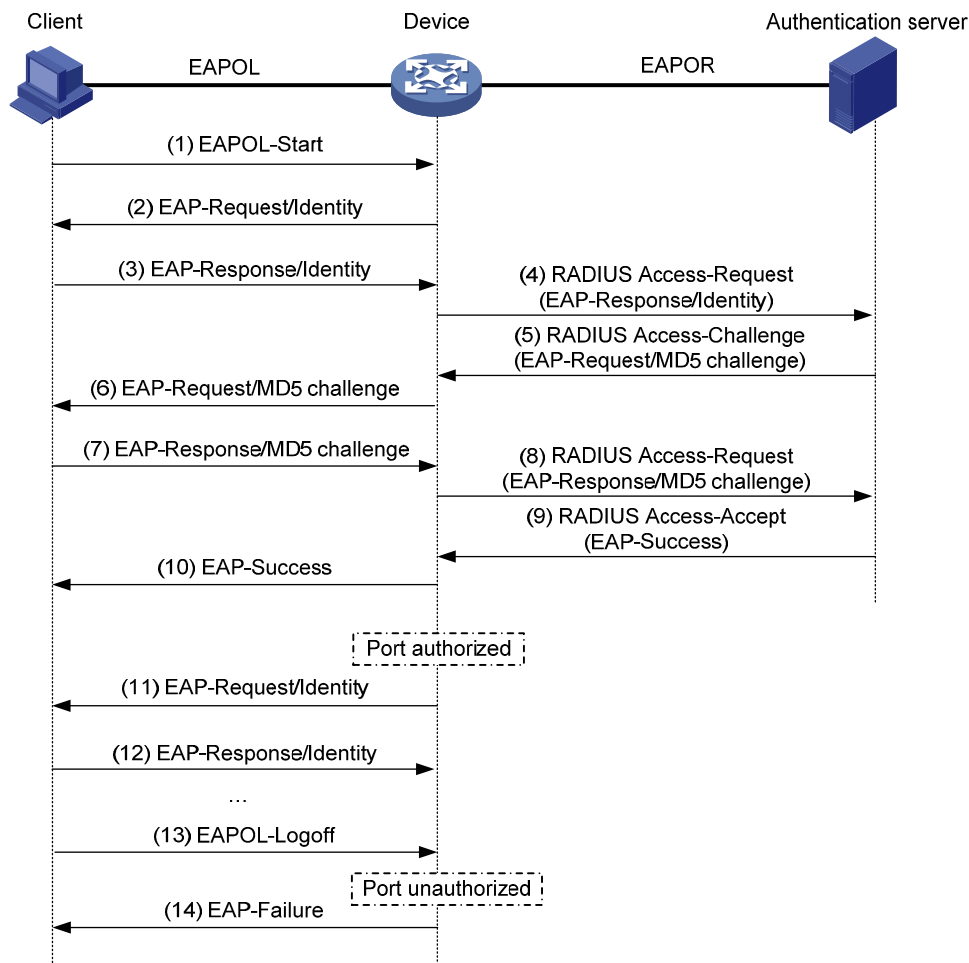 Client
Device
Authentication server
EAPOL
EAPOR
(1) EAPOL-Start
(2) EAP-Request/Identity
(3) EAP-Response/Identity
(4) RADIUS Access-Request
(EAP-Response/Identity)
(5) RADIUS Access-Challenge
(EAP-Request/MD5 challenge)
(6) EAP-Request/MD5 challenge
(7) EAP-Response/MD5 challenge
(8) RADIUS Access-Request
(EAP-Response/MD5 challenge)
(9) RADIUS Access-Accept
(EAP-Success)
(10) EAP-Success
Port authorized
(11) EAP-Request/Identity
(12) EAP-Response/Identity
...
(13) EAPOL-Logoff
Port unauthorized
(14) EAP-Failure